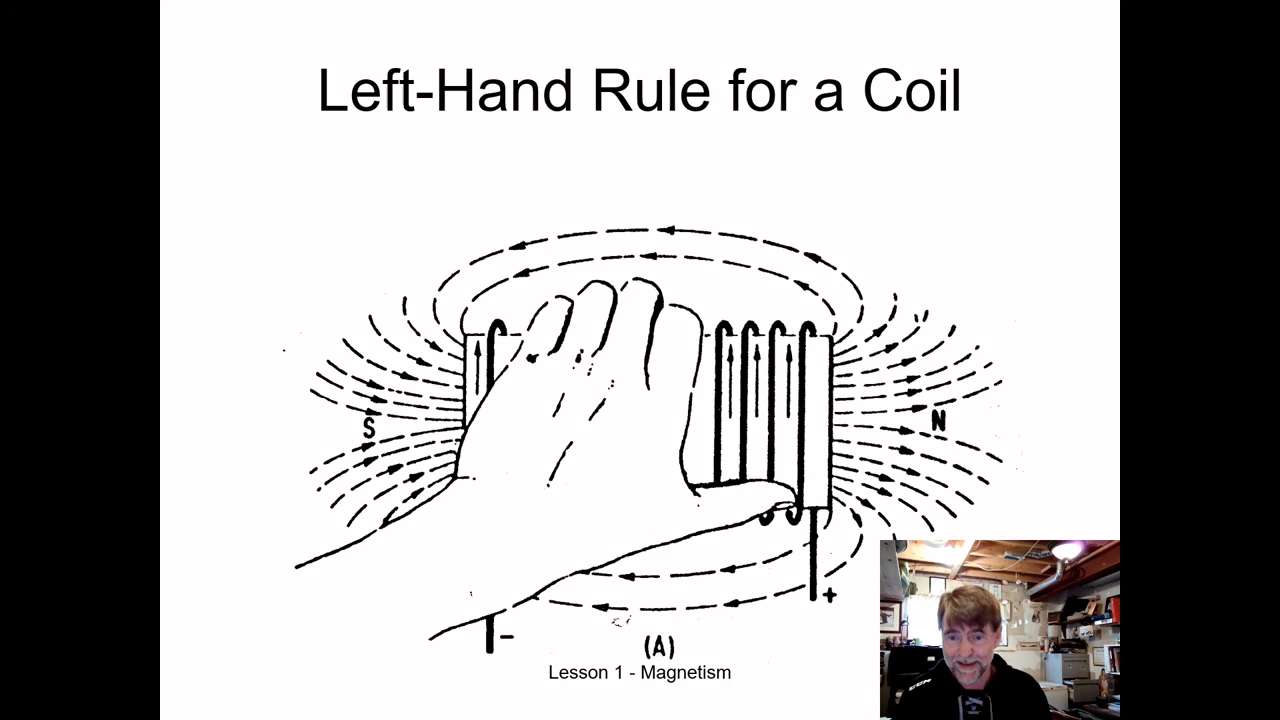 Left-Hand Rule for a Coil
S
N
+
-
(A)
Lesson 1 - Magnetism